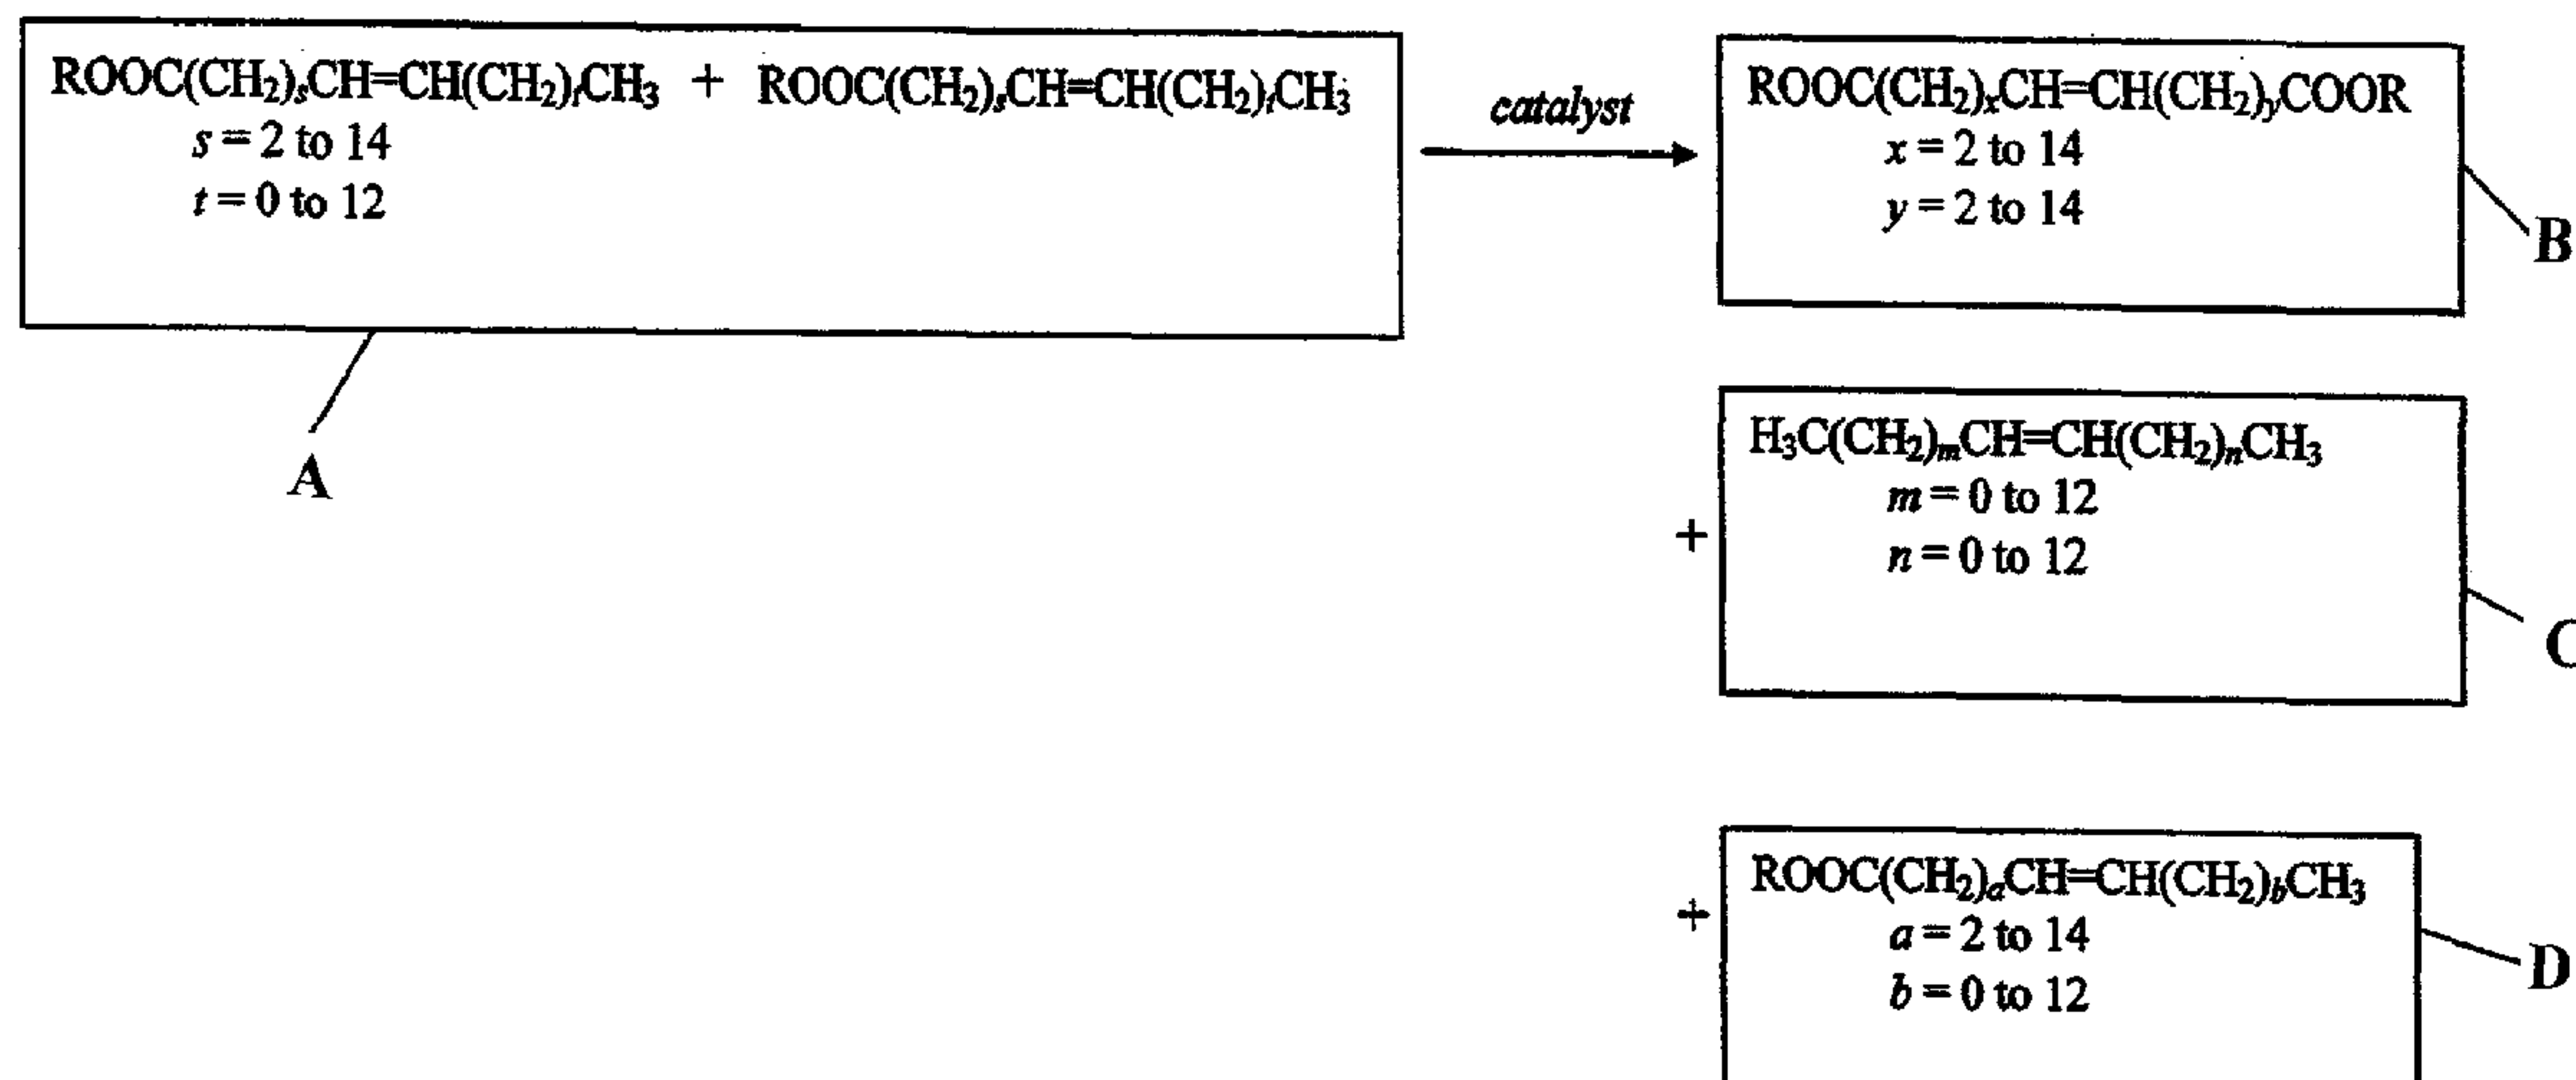 ROOC(CH₂)ₛCH=CH(CH₂)ₜCH₃ + ROOC(CH₂)ₛCH=CH(CH₂)ₜCH₃
s = 2 to 14
t = 0 to 12
A
catalyst
ROOC(CH₂)ₓCH=CH(CH₂)yCOOR
x = 2 to 14
y = 2 to 14
B
+
H₃C(CH₂)ₘCH=CH(CH₂)ₙCH₃
m = 0 to 12
n = 0 to 12
C
+
ROOC(CH₂)ₐCH=CH(CH₂)bCH₃
a = 2 to 14
b = 0 to 12
D